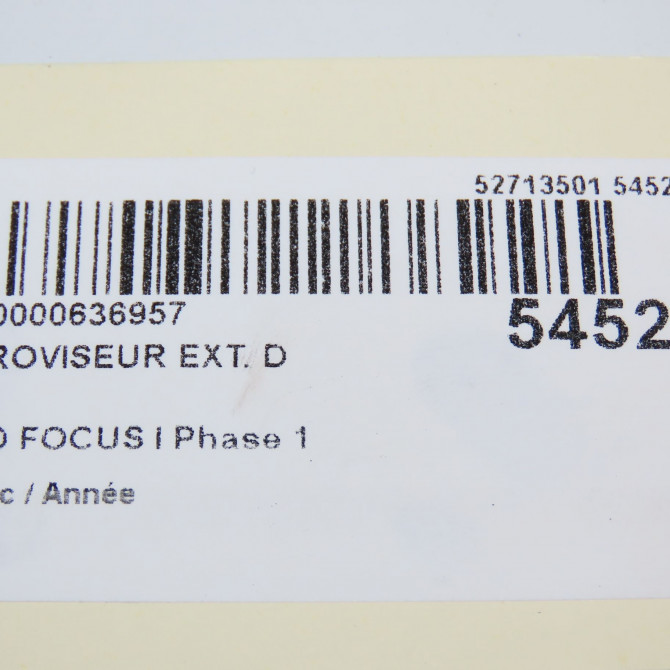 52713501 5452
0000636957
5452
ROVISEUR EXT. D
FOCUS I Phase 1
c / Année